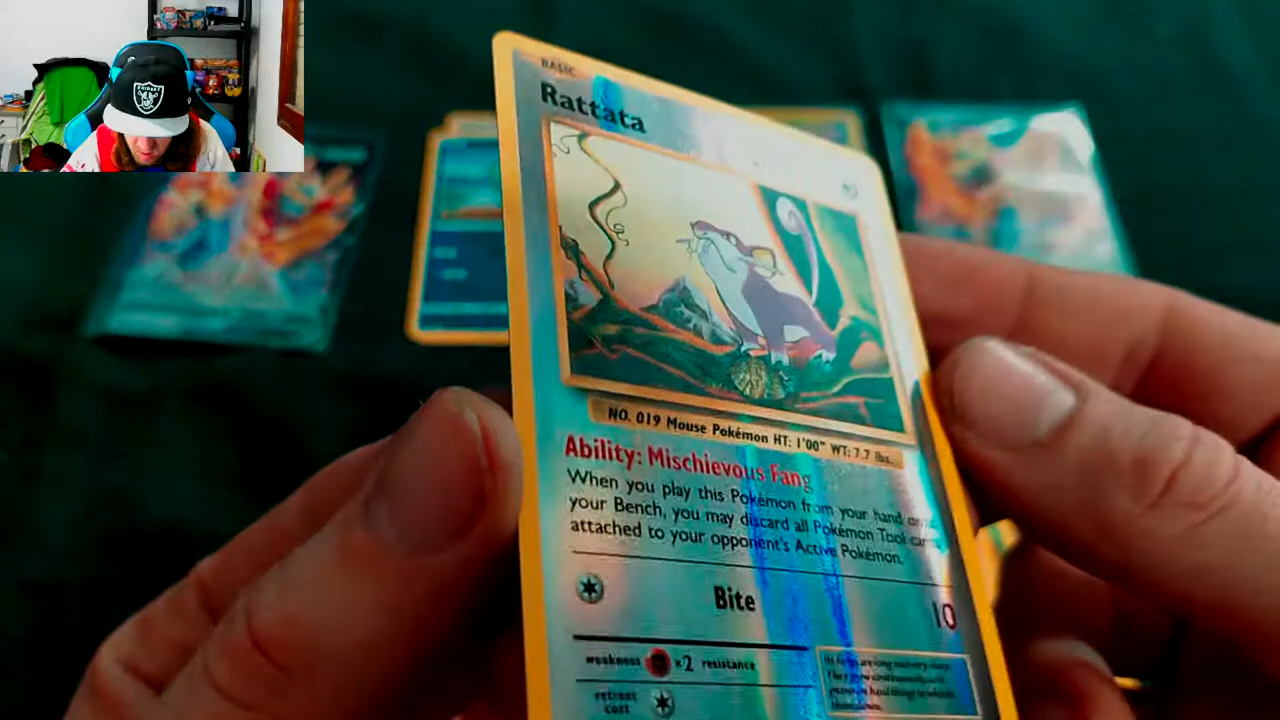 RAIDERS
BASIC
Rattata
NO. 019 Mouse Pokémon HT: 1'00" WT: 7.7 lbs.
Ability: Mischievous Fang
When you play this Pokémon from your hand
your Bench, you may discard all Pokémon Tool
attached to your opponent's Active Pokémon.
Bite 10
weakness ×2 resistance
retreat
cost